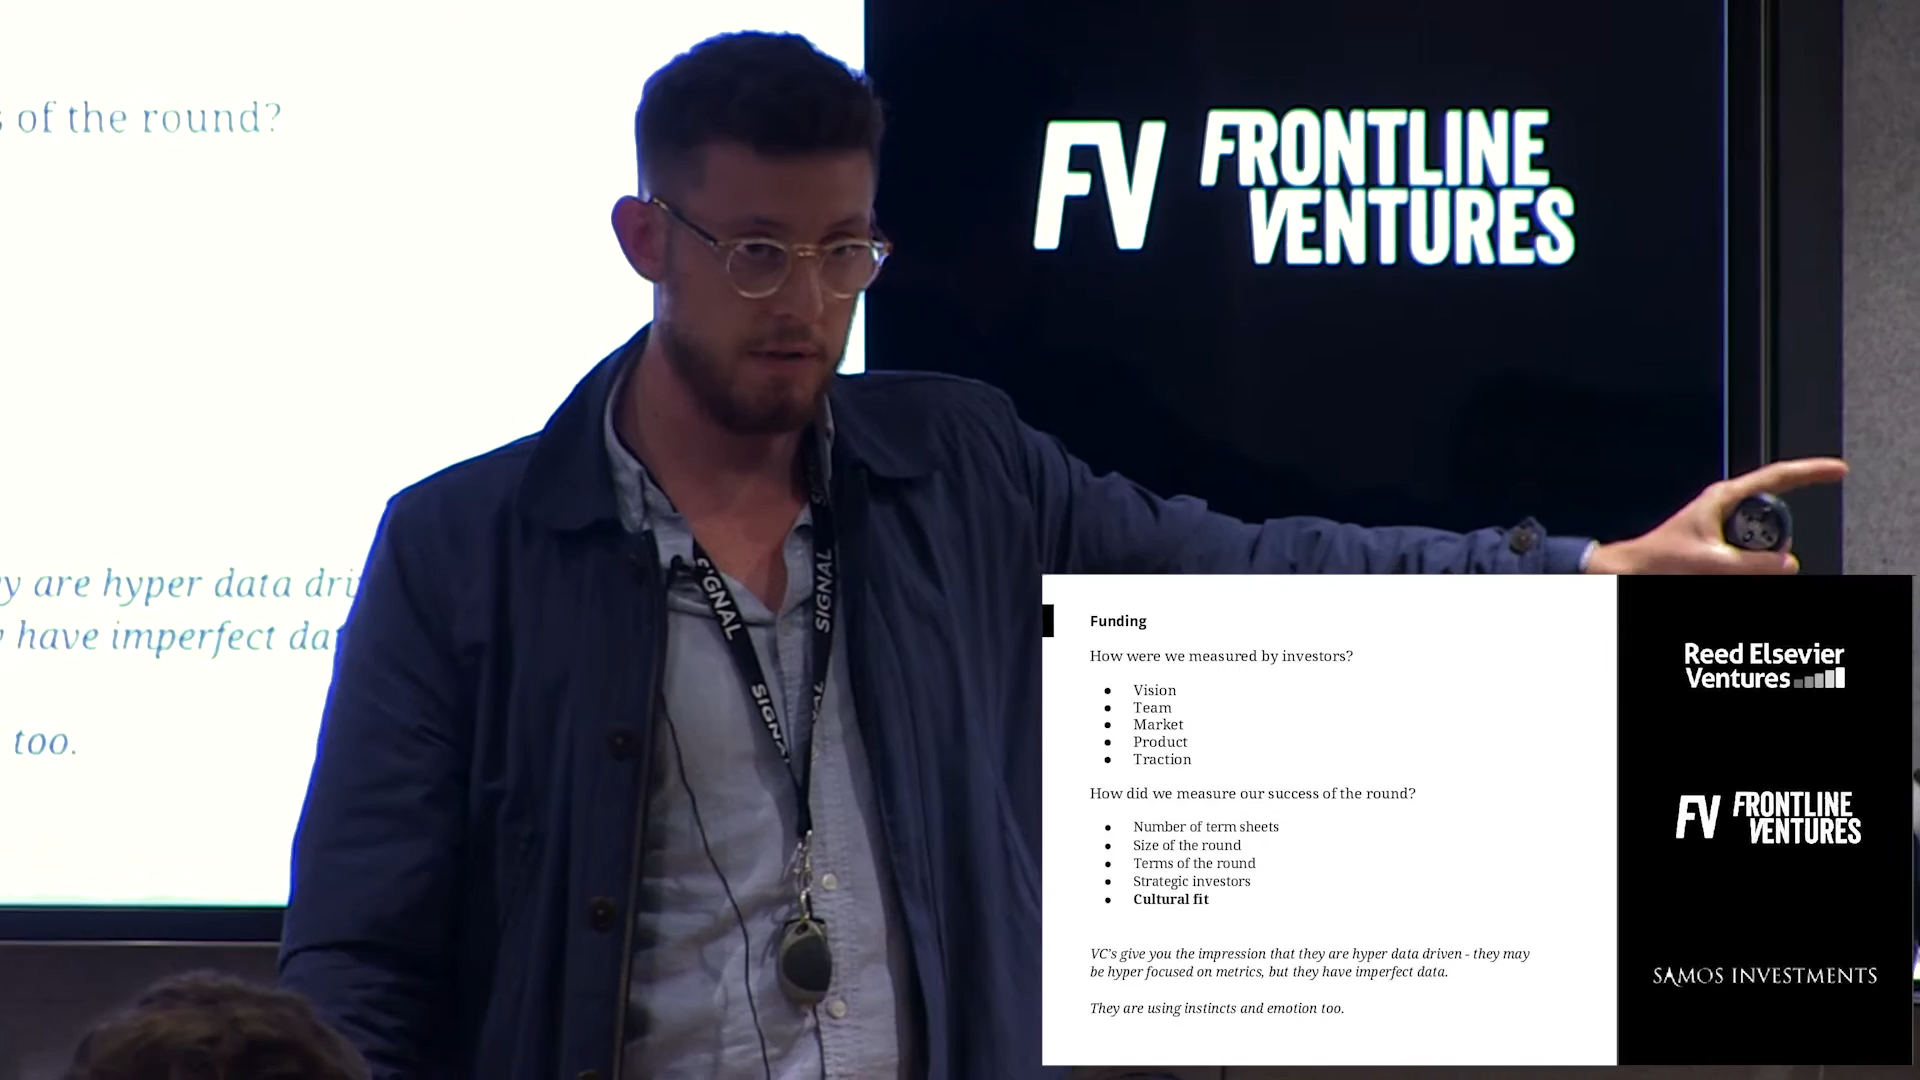 s of the round?
y are hyper data dri
have imperfect da
too.
FV FRONTLINE
VENTURES
SIGNAL
SIGNAL
SIGNA
Funding
How were we measured by investors?
● Vision
● Team
● Market
● Product
● Traction
How did we measure our success of the round?
● Number of term sheets
● Size of the round
● Terms of the round
● Strategic investors
● Cultural fit
VC's give you the impression that they are hyper data driven - they may
be hyper focused on metrics, but they have imperfect data.
They are using instincts and emotion too.
Reed Elsevier
Ventures
FV FRONTLINE
VENTURES
SAMOS INVESTMENTS